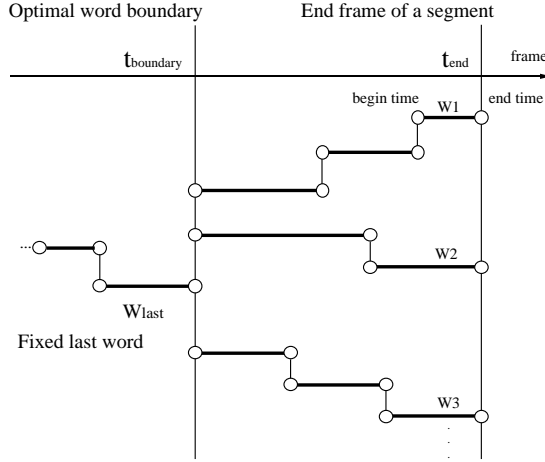 Optimal word boundary
End frame of a segment
tboundary
tend
frame
begin time
W1
end time
W2
...
Wlast
Fixed last word
W3
.
.
.